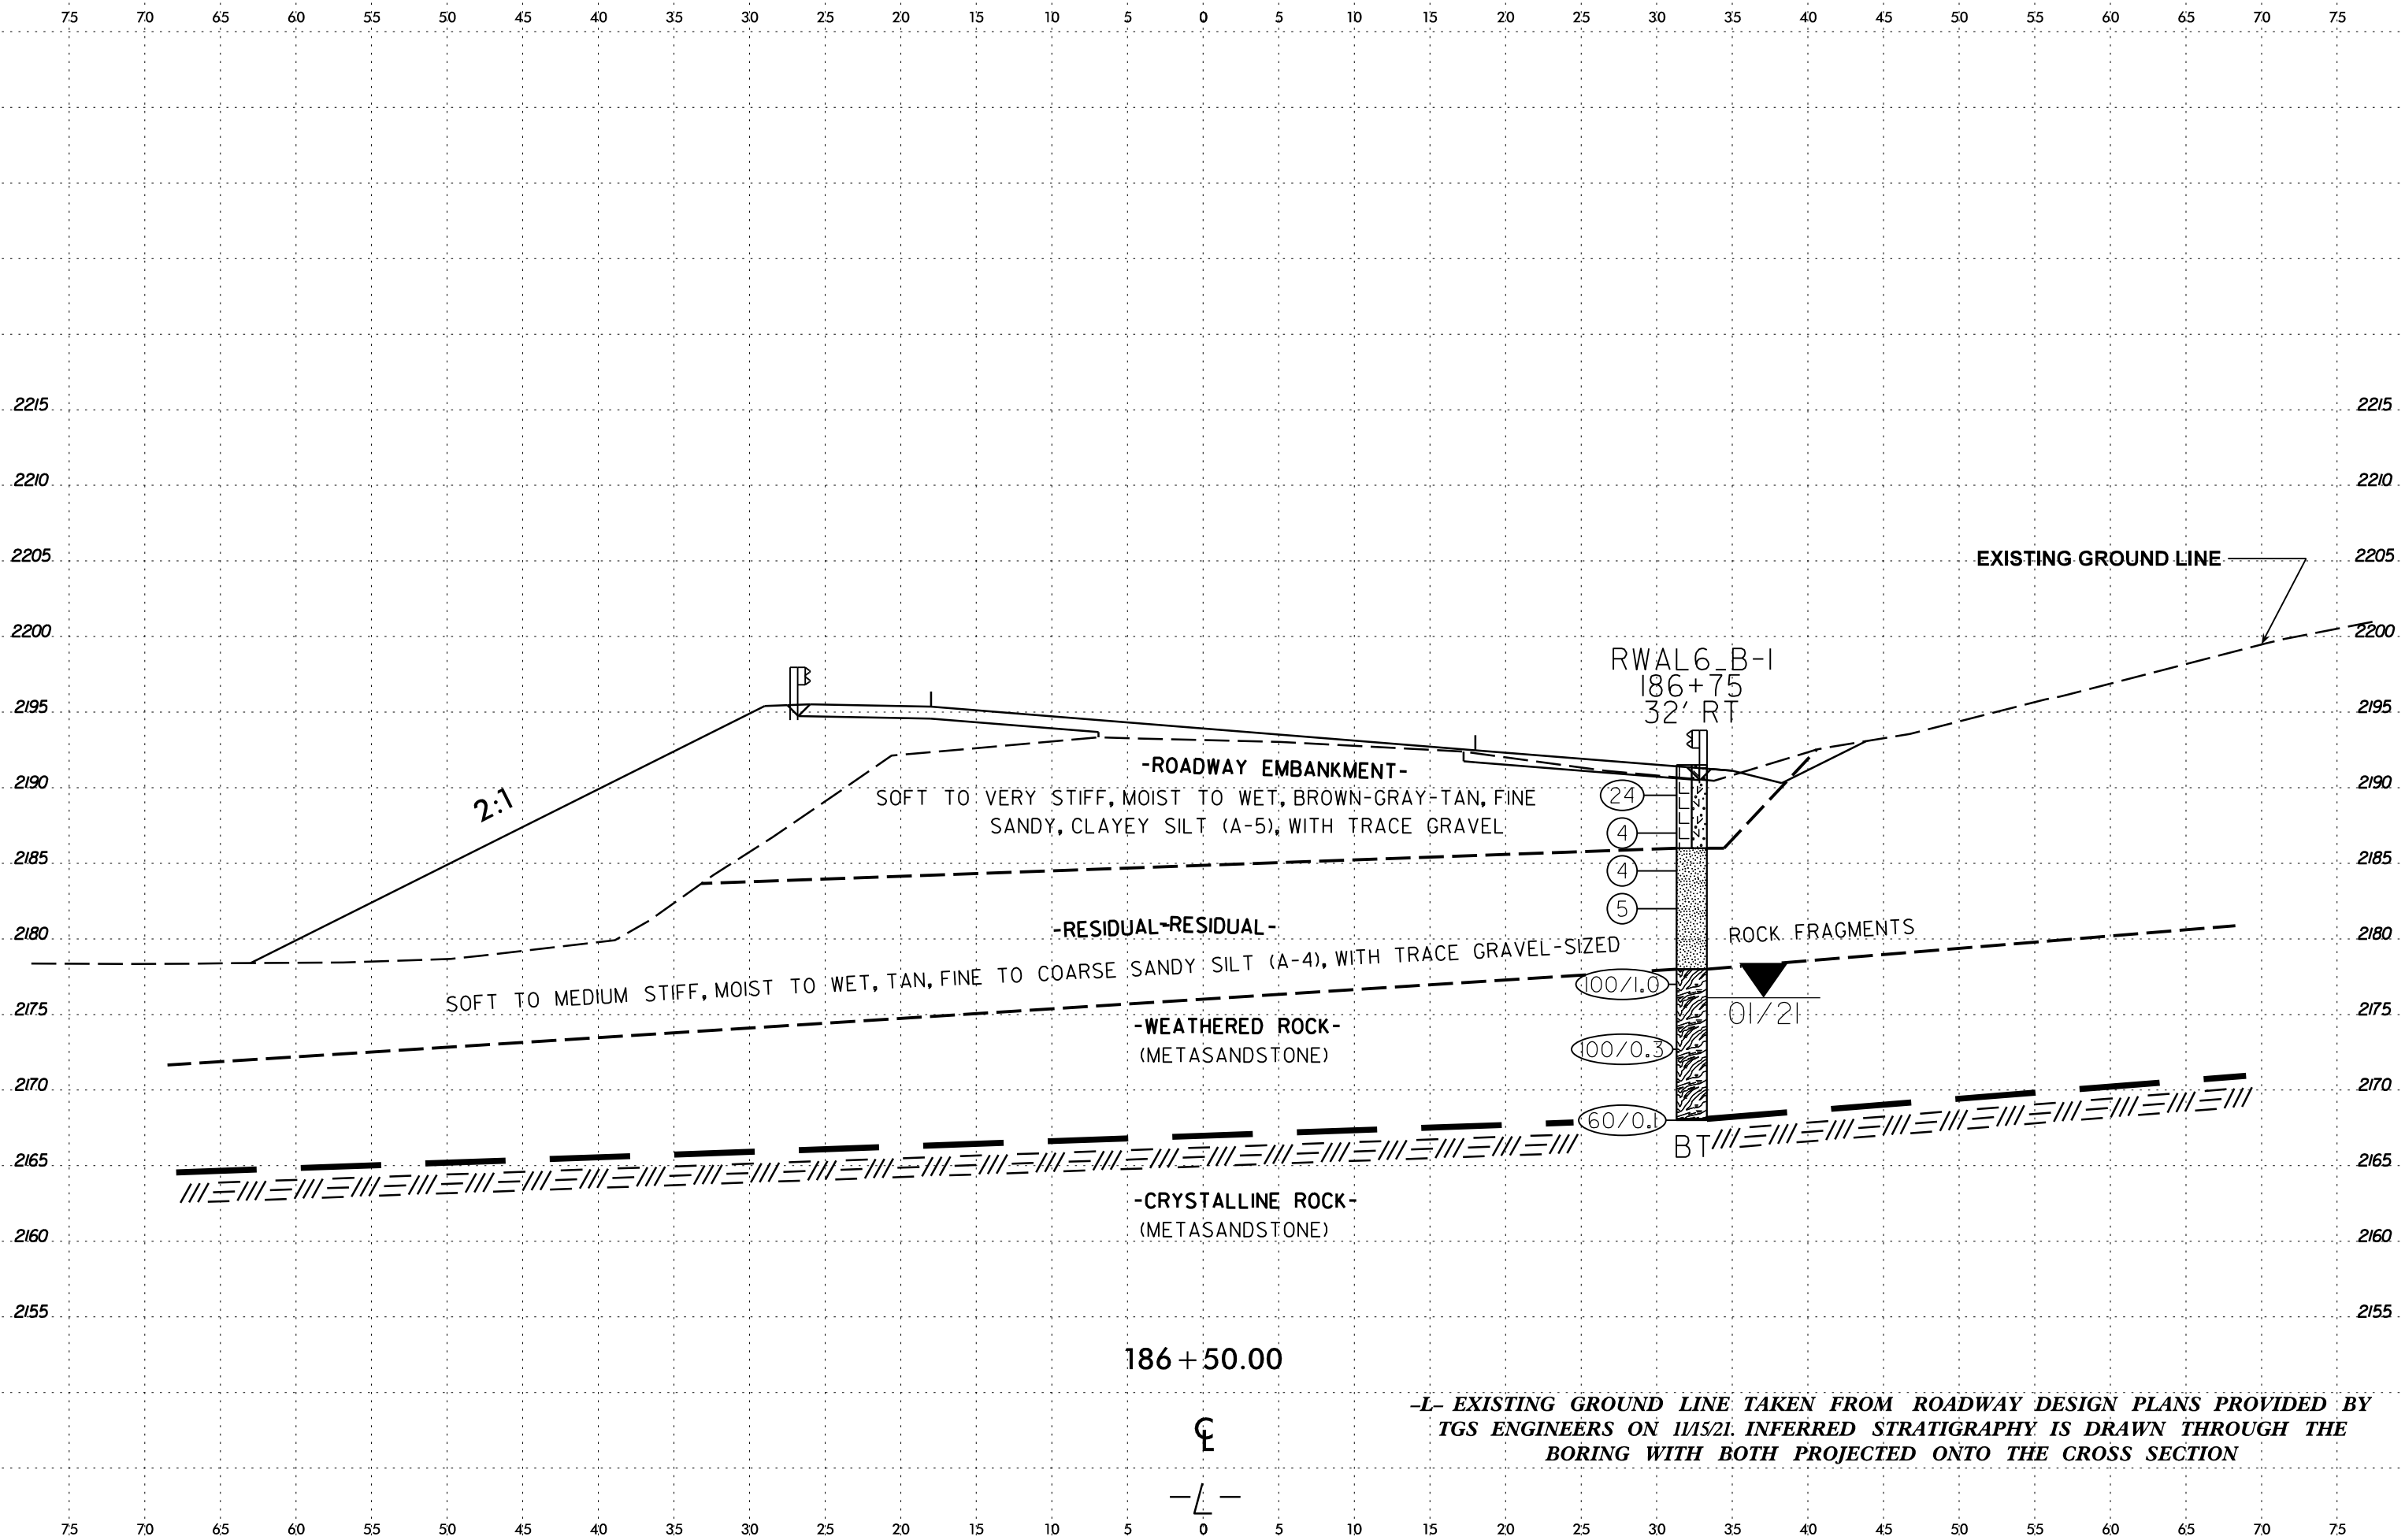 75 70 65 60 55 50 45 40 35 30 25 20 15 10 5 0 5 10 15 20 25 30 35 40 45 50 55 60 65 70 75
2215 2215
2210 2210
2205 EXISTING GROUND LINE 2205
2200 2200
RWAL6_B-1
186+75
32' RT
2195 2195
-ROADWAY EMBANKMENT-
2190 2190
2:1
SOFT TO VERY STIFF, MOIST TO WET, BROWN-GRAY-TAN, FINE
SANDY, CLAYEY SILT (A-5), WITH TRACE GRAVEL
24
4
2185 2185
4
5
-RESIDUAL-RESIDUAL-
2180 2180
SOFT TO MEDIUM STIFF, MOIST TO WET, TAN, FINE TO COARSE SANDY SILT (A-4), WITH TRACE GRAVEL-SIZED ROCK FRAGMENTS
100/1.0
2175 01/21 2175
-WEATHERED ROCK-
(METASANDSTONE)
100/0.3
2170 2170
60/0.1
BT
2165 2165
-CRYSTALLINE ROCK-
(METASANDSTONE)
2160 2160
2155 2155
186+50.00
-L- EXISTING GROUND LINE TAKEN FROM ROADWAY DESIGN PLANS PROVIDED BY
TGS ENGINEERS ON 11/15/21. INFERRED STRATIGRAPHY IS DRAWN THROUGH THE
BORING WITH BOTH PROJECTED ONTO THE CROSS SECTION
℄
-L-
75 70 65 60 55 50 45 40 35 30 25 20 15 10 5 0 5 10 15 20 25 30 35 40 45 50 55 60 65 70 75